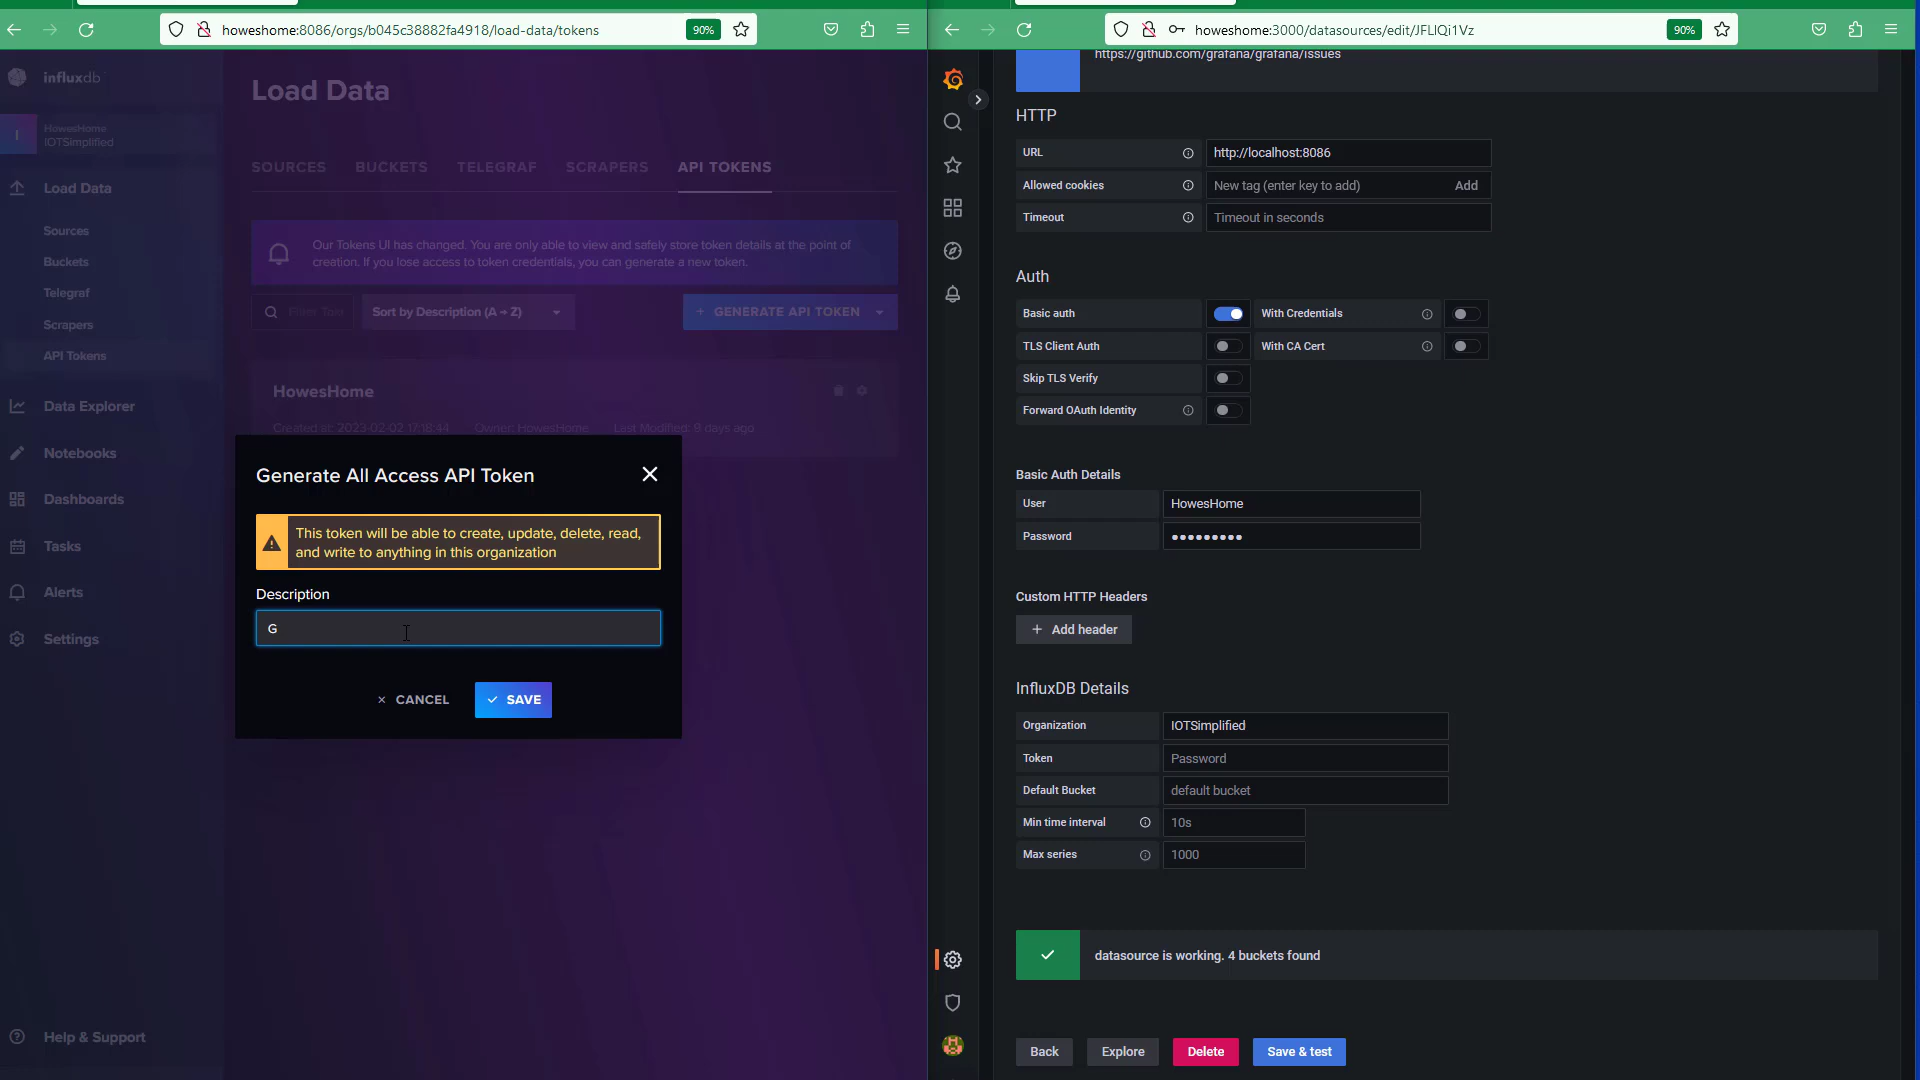 howeshome:8086/orgs/b045c38882fa4918/load-data/tokens
90%
influxdb
HowesHome
IOTSimplified
Load Data
Sources
Buckets
Telegraf
Scrapers
API Tokens
Data Explorer
Notebooks
Dashboards
Tasks
Alerts
Settings
Help & Support
Load Data
SOURCES BUCKETS TELEGRAF SCRAPERS API TOKENS
Our Tokens UI has changed. You are only able to view and safely store token details at the point of
creation. If you lose access to token credentials, you can generate a new token.
Sort by Description (A → Z)
+ GENERATE API TOKEN
HowesHome
Created at: 2023-02-02 17:18:44 Owner: HowesHome Last Modified: 8 days ago
Generate All Access API Token
This token will be able to create, update, delete, read,
and write to anything in this organization
Description
G
CANCEL
SAVE
howeshome:3000/datasources/edit/JFLlQi1Vz
90%
https://github.com/grafana/grafana/issues
HTTP
URL http://localhost:8086
Allowed cookies New tag (enter key to add) Add
Timeout Timeout in seconds
Auth
Basic auth With Credentials
TLS Client Auth With CA Cert
Skip TLS Verify
Forward OAuth Identity
Basic Auth Details
User HowesHome
Password •••••••••
Custom HTTP Headers
+ Add header
InfluxDB Details
Organization IOTSimplified
Token Password
Default Bucket default bucket
Min time interval 10s
Max series 1000
datasource is working. 4 buckets found
Back Explore Delete Save & test